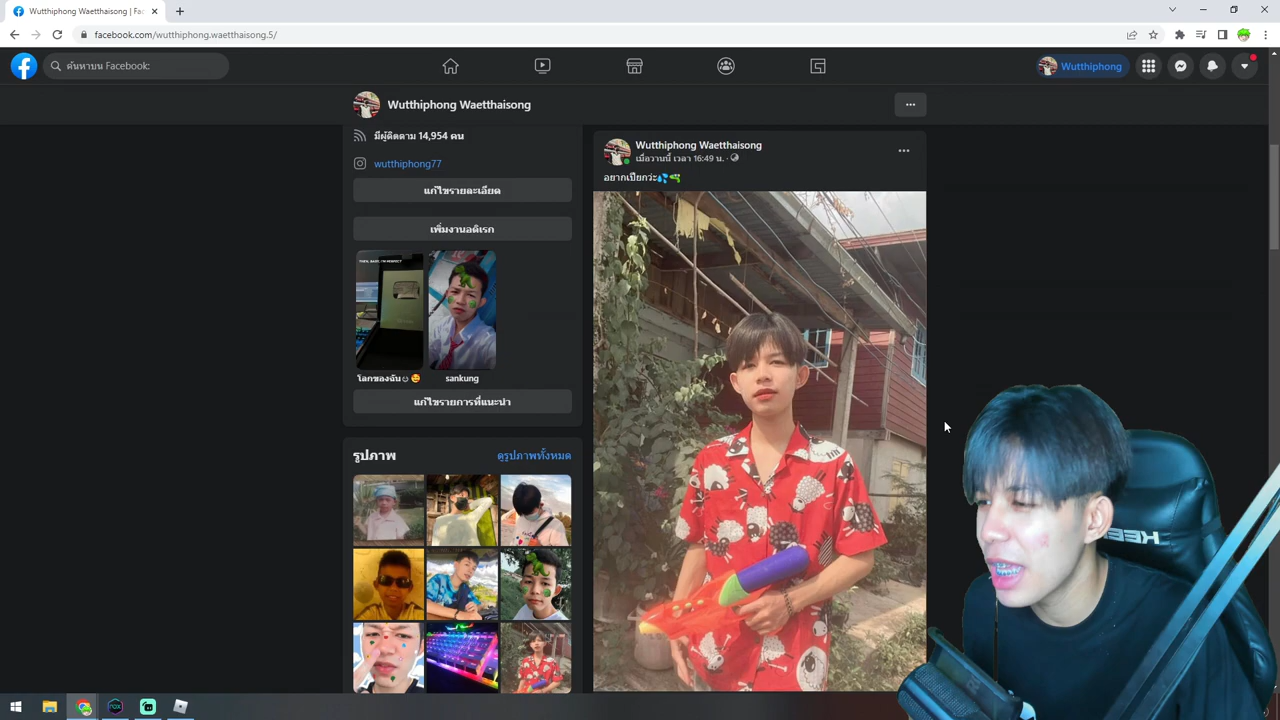 Wutthiphong Waetthaisong | Fac
facebook.com/wutthiphong.waetthaisong.5/
ค้นหาบน Facebook:
Wutthiphong
Wutthiphong Waetthaisong
มีผู้ติดตาม 14,954 คน
wutthiphong77
แก้ไขรายละเอียด
เพิ่มงานอดิเรก
THEN, BABY, I'M PERFECT
โลกของฉัน
sankung
แก้ไขรายการที่แนะนำ
รูปภาพ
ดูรูปภาพทั้งหมด
Wutthiphong Waetthaisong
เมื่อวานนี้ เวลา 16:49 น. ·
อยากเปียกว่ะ💦🔫